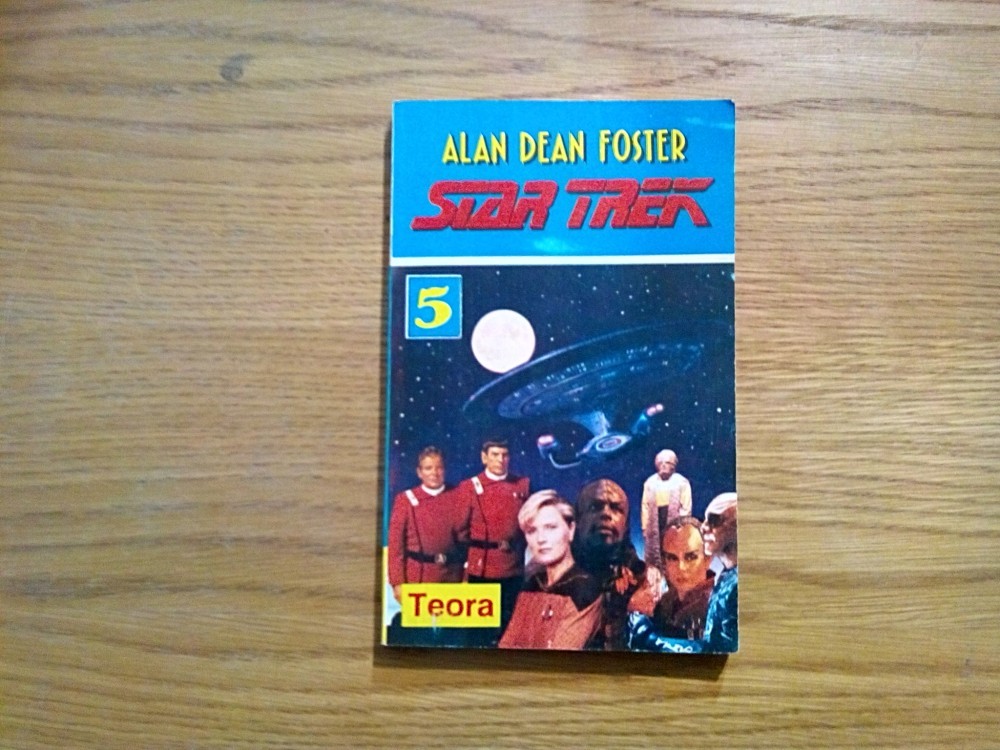 ALAN DEAN FOSTER
STAR TREK
5
Teora